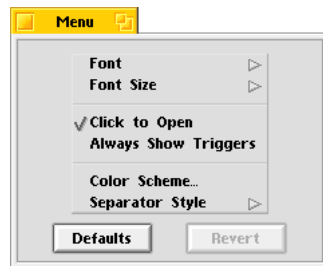 Menu
Font
Font Size
Click to Open
Always Show Triggers
Color Scheme...
Separator Style
Defaults Revert